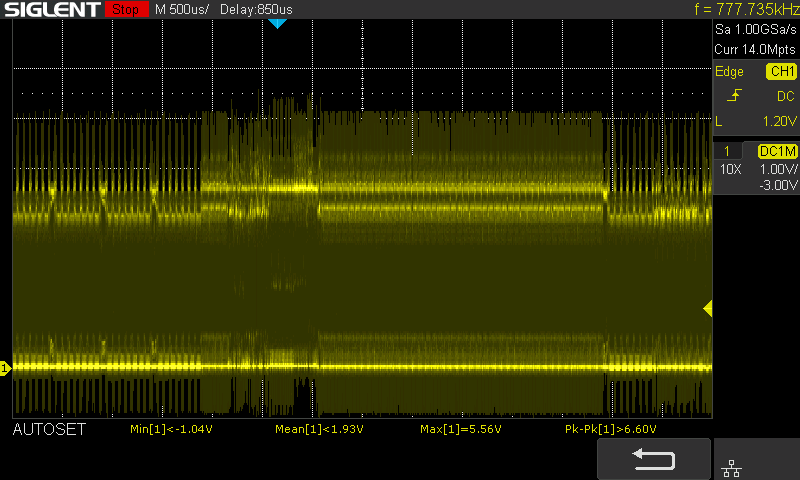 SIGLENT Stop M 500us/ Delay:850us f = 777.735kHz
Sa 1.00GSa/s
Curr 14.0Mpts
Edge CH1
DC
L 1.20V
1 DC1M
10X 1.00V/
-3.00V
1
AUTOSET Min[1]<-1.04V Mean[1]<1.93V Max[1]=5.56V Pk-Pk[1]>6.60V